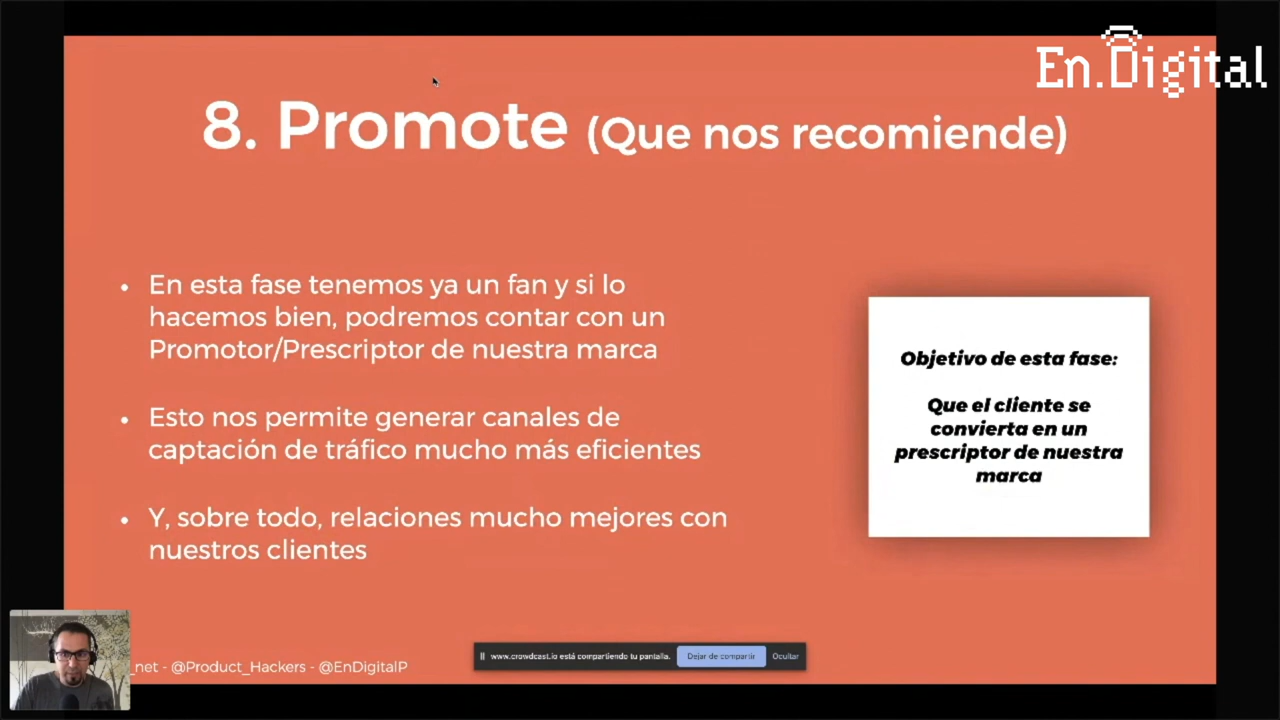 En.Digital
8. Promote (Que nos recomiende)
• En esta fase tenemos ya un fan y si lo
hacemos bien, podremos contar con un
Promotor/Prescriptor de nuestra marca
• Esto nos permite generar canales de
captación de tráfico mucho más eficientes
• Y, sobre todo, relaciones mucho mejores con
nuestros clientes
Objetivo de esta fase:
Que el cliente se
convierta en un
prescriptor de nuestra
marca
www.crowdcast.io está compartiendo tu pantalla. Dejar de compartir Ocultar
_net - @Product_Hackers - @EnDigitalP